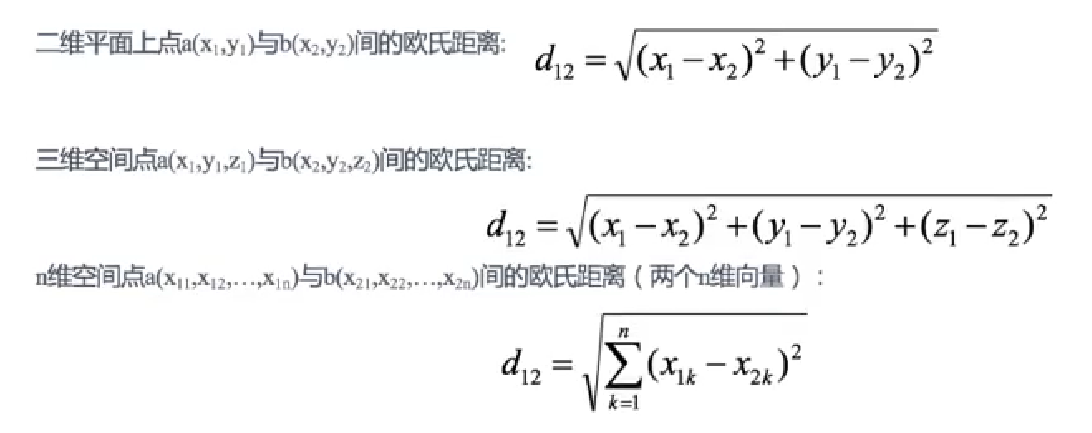 二维平面上点a(x₁,y₁)与b(x₂,y₂)间的欧氏距离: d₁₂ = √((x₁ − x₂)² + (y₁ − y₂)²)
三维空间点a(x₁,y₁,z₁)与b(x₂,y₂,z₂)间的欧氏距离:
d₁₂ = √((x₁ − x₂)² + (y₁ − y₂)² + (z₁ − z₂)²)
n维空间点a(x₁₁,x₁₂,…,x₁ₙ)与b(x₂₁,x₂₂,…,x₂ₙ)间的欧氏距离（两个n维向量）:
d₁₂ = √(∑ₖ₌₁ⁿ (x₁ₖ − x₂ₖ)²)